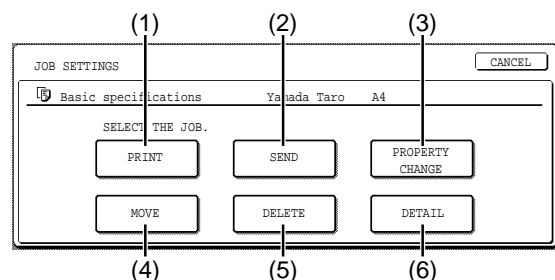 (1) (2) (3)
JOB SETTINGS CANCEL
Basic specifications Yamada Taro A4
SELECT THE JOB.
PRINT SEND PROPERTY CHANGE
MOVE DELETE DETAIL
(4) (5) (6)